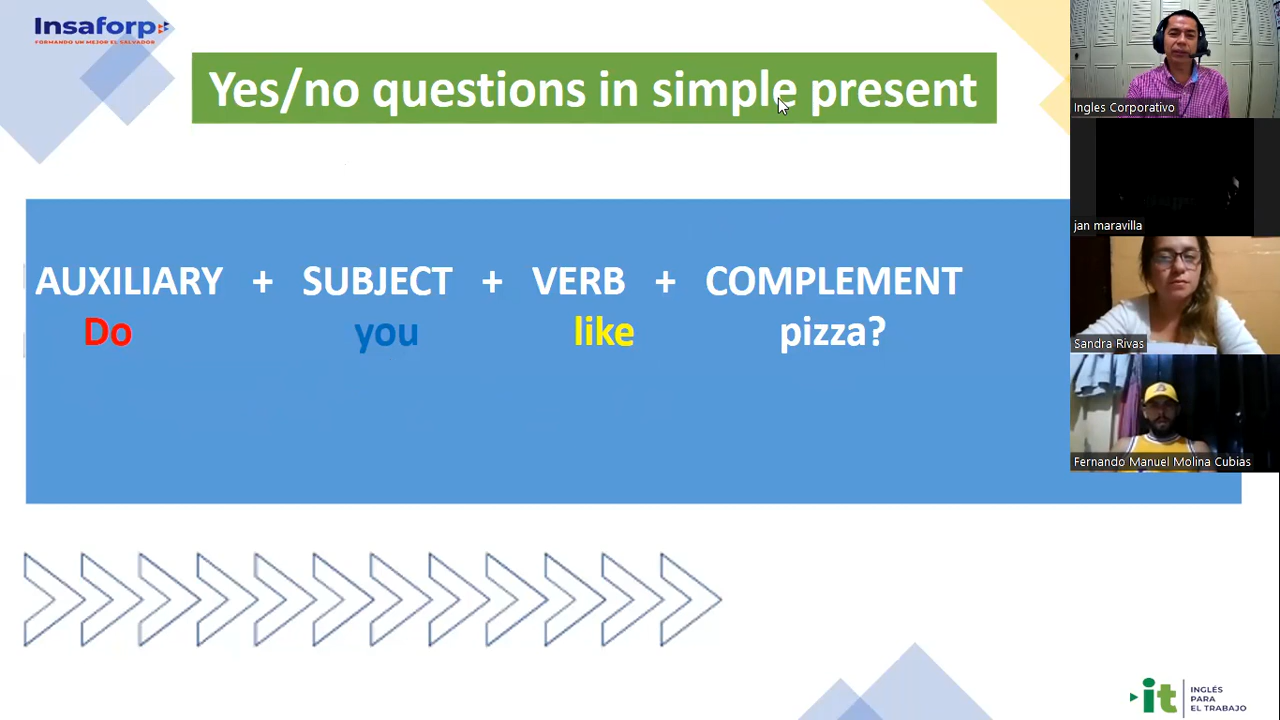 Insaforp
FORMANDO UN MEJOR EL SALVADOR
Yes/no questions in simple present
AUXILIARY + SUBJECT + VERB + COMPLEMENT
Do you like pizza?
Ingles Corporativo
jan maravilla
Sandra Rivas
Fernando Manuel Molina Cubias
it
INGLÉS
PARA
EL TRABAJO